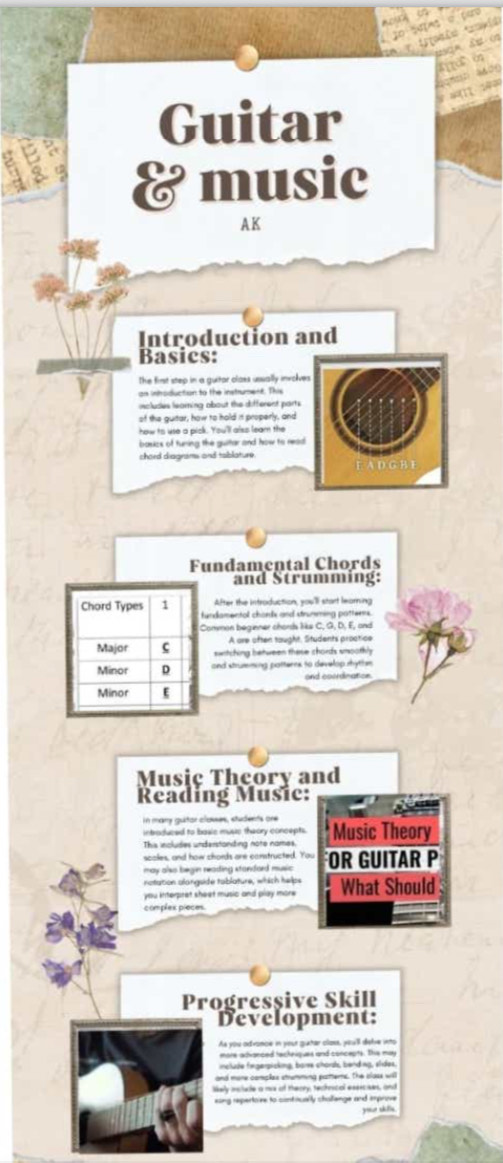 Guitar
& music
AK
Introduction and
Basics:
The first step in a guitar class usually involves
an introduction to the instrument. This
includes learning about the different parts
of the guitar, how to hold it properly, and
how to use a pick. You'll also learn the
basics of tuning the guitar and how to read
chord diagrams and tablature.
E A D G B E
Fundamental Chords
and Strumming:
Chord Types 1
Major C
Minor D
Minor E
After the introduction, you'll start learning
fundamental chords and strumming patterns.
Common beginner chords like C, G, D, E, and
A are often taught. Students practice
switching between these chords smoothly
and strumming patterns to develop rhythm
and coordination.
Music Theory and
Reading Music:
In many guitar classes, students are
introduced to basic music theory concepts.
This includes understanding note names,
scales, and how chords are constructed. You
may also begin reading standard music
notation alongside tablature, which helps
you interpret sheet music and play more
complex pieces.
Music Theory
OR GUITAR P
What Should
Progressive Skill
Development:
As you advance in your guitar class, you'll delve into
more advanced techniques and concepts. This may
include fingerpicking, barre chords, bending, slides,
and more complex strumming patterns. The class will
likely include a mix of theory, technical exercises, and
song repertoire to continually challenge and improve
your skills.